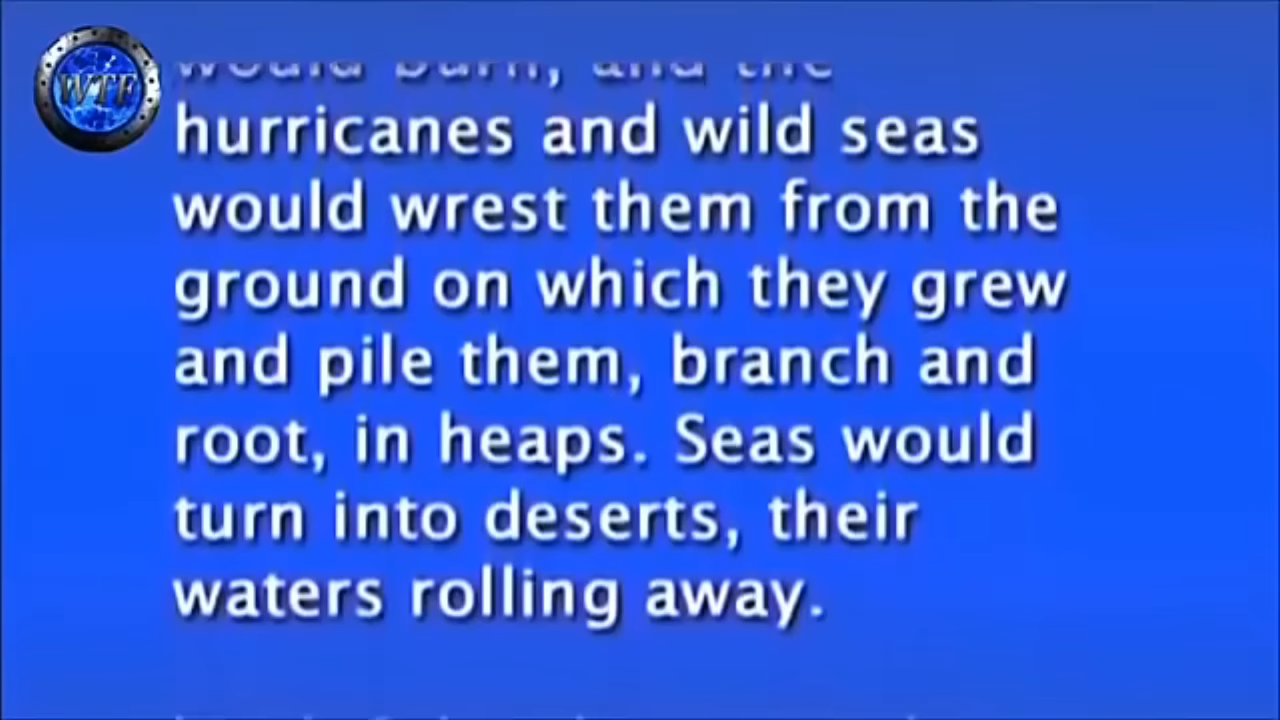 WTF
would burn, and the
hurricanes and wild seas
would wrest them from the
ground on which they grew
and pile them, branch and
root, in heaps. Seas would
turn into deserts, their
waters rolling away.